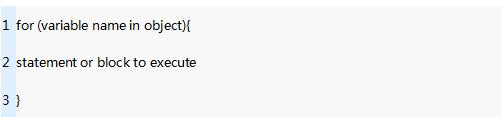 1 for (variable name in object){
2 statement or block to execute
3 }